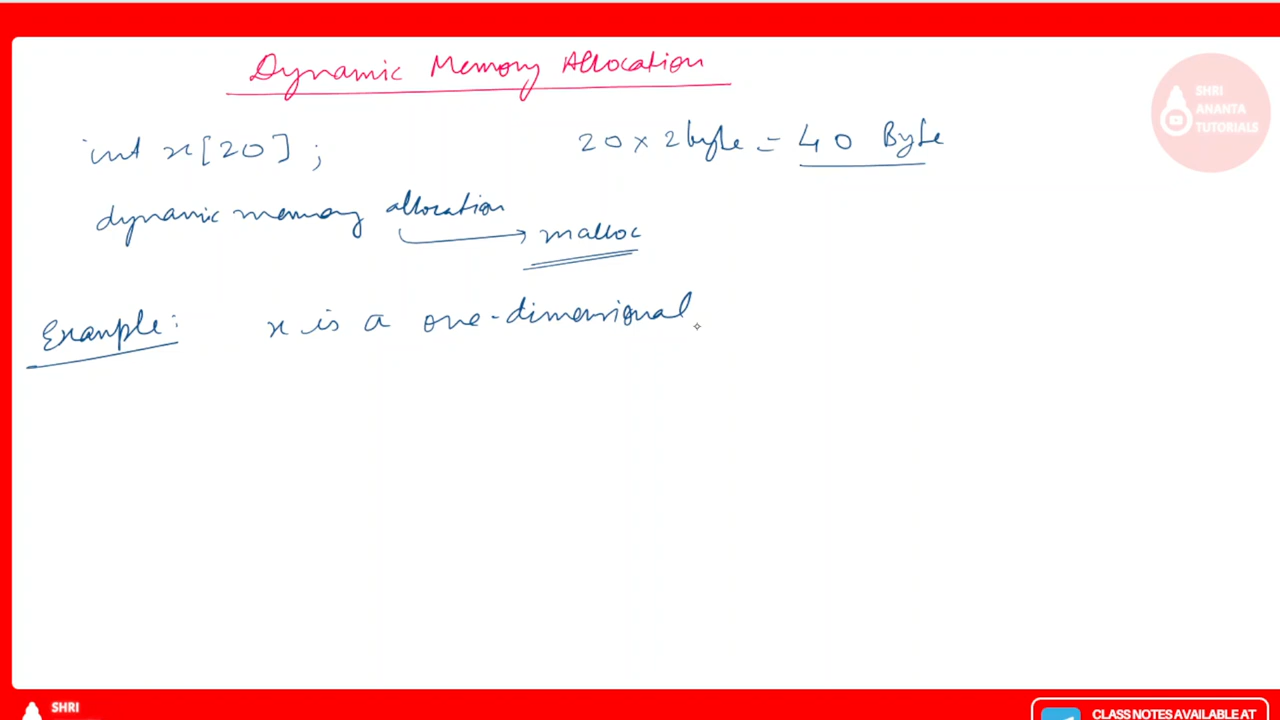 Dynamic Memory Allocation
SHRI
ANANTA
TUTORIALS
int x[20];
20 x 2 byte = 40 Byte
dynamic memory allocation
malloc
Example: x is a one-dimensional
SHRI
CLASS NOTES AVAILABLE AT